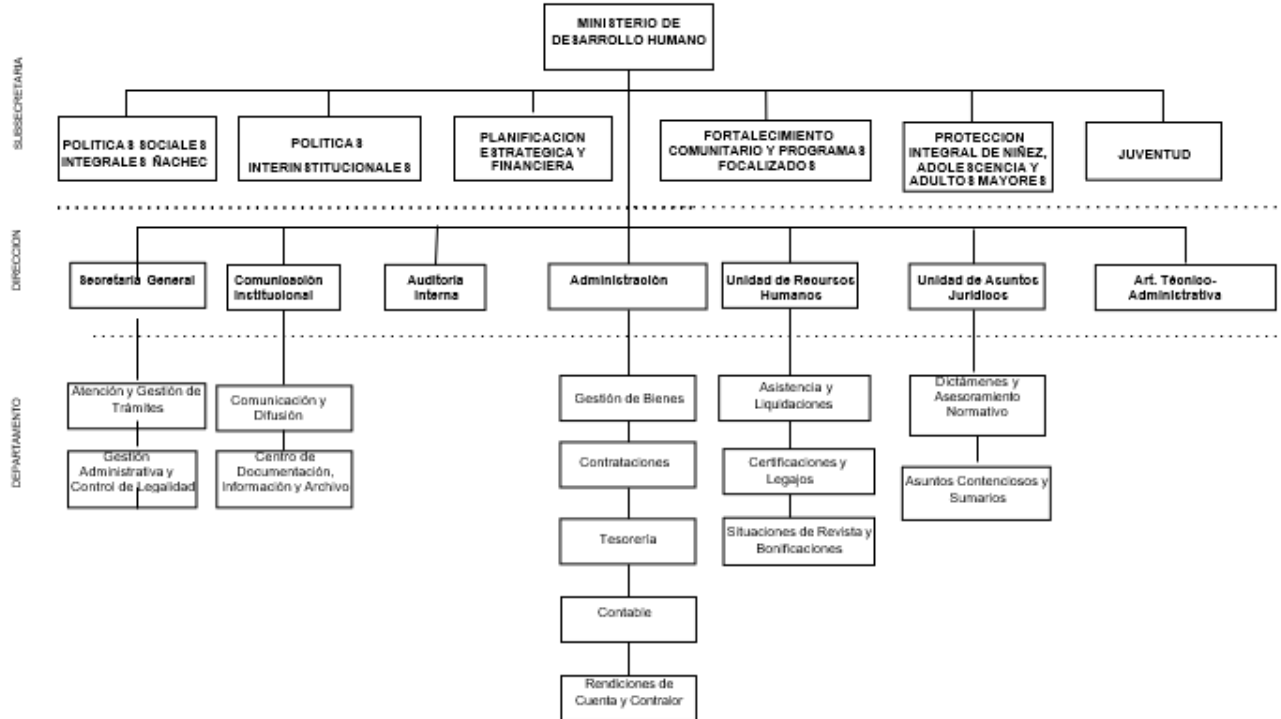 MINISTERIO DE
DESARROLLO HUMANO
SUBSECRETARIA
POLITICAS SOCIALES
INTEGRALES ÑACHEC
POLITICAS
INTERINSTITUCIONALES
PLANIFICACION
ESTRATEGICA Y
FINANCIERA
FORTALECIMIENTO
COMUNITARIO Y PROGRAMAS
FOCALIZADOS
PROTECCION
INTEGRAL DE NIÑEZ,
ADOLESCENCIA Y
ADULTOS MAYORES
JUVENTUD
DIRECCION
Secretaría General
Comunicación
Institucional
Auditoria
Interna
Administración
Unidad de Recursos
Humanos
Unidad de Asuntos
Jurídicos
Art. Técnico-
Administrativa
DEPARTAMENTO
Atención y Gestión de
Trámites
Gestión
Administrativa y
Control de Legalidad
Comunicación y
Difusión
Centro de
Documentación,
Información y Archivo
Gestión de Bienes
Contrataciones
Tesorería
Contable
Rendiciones de
Cuenta y Contralor
Asistencia y
Liquidaciones
Certificaciones y
Legajos
Situaciones de Revista y
Bonificaciones
Dictámenes y
Asesoramiento
Normativo
Asuntos Contenciosos y
Sumarios